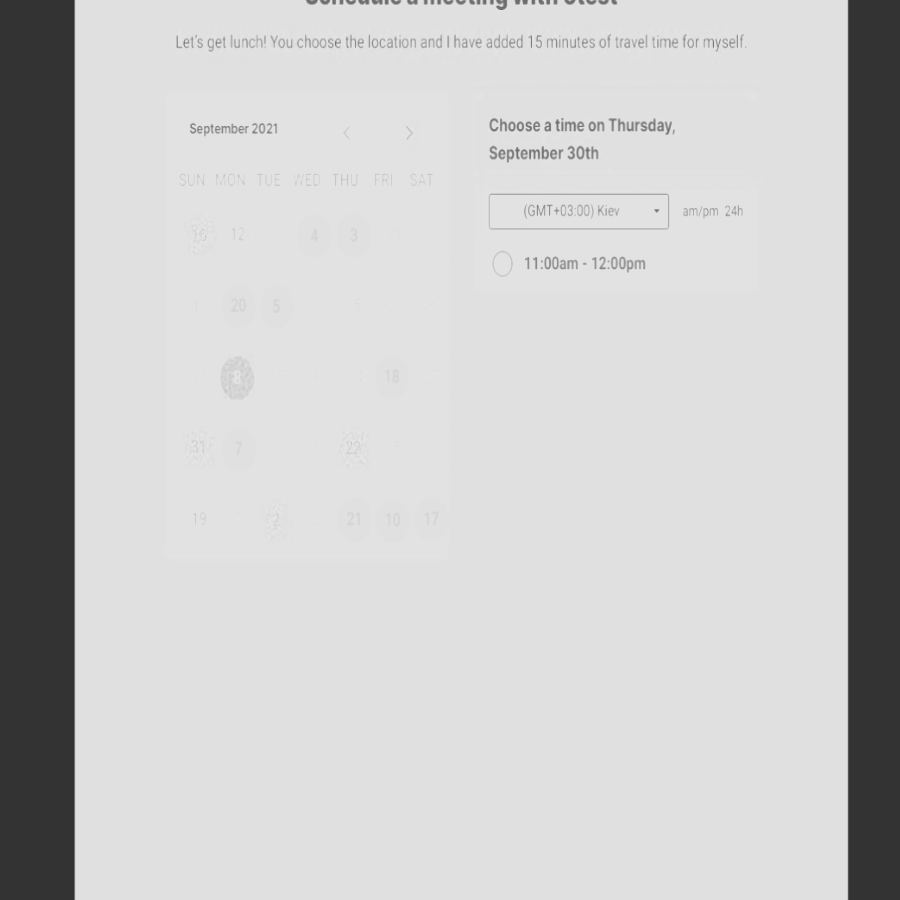 Schedule a meeting with Jtest
Let's get lunch! You choose the location and I have added 15 minutes of travel time for myself.
September 2021
SUN MON TUE WED THU FRI SAT
10 12 4 3
20 5
8 18
31 7 22
19 2 21 10 17
Choose a time on Thursday,
September 30th
(GMT+03:00) Kiev am/pm 24h
11:00am - 12:00pm